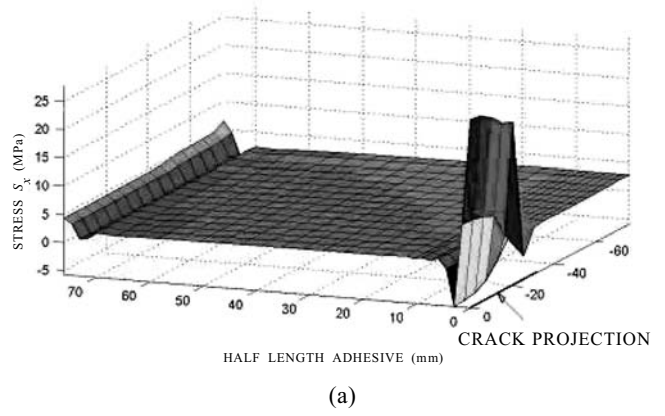 25
20
15
10
5
0
-5
STRESS Sx (MPa)
70 60 50 40 30 20 10 0
0 -20 -40 -60
CRACK PROJECTION
HALF LENGTH ADHESIVE (mm)
(a)